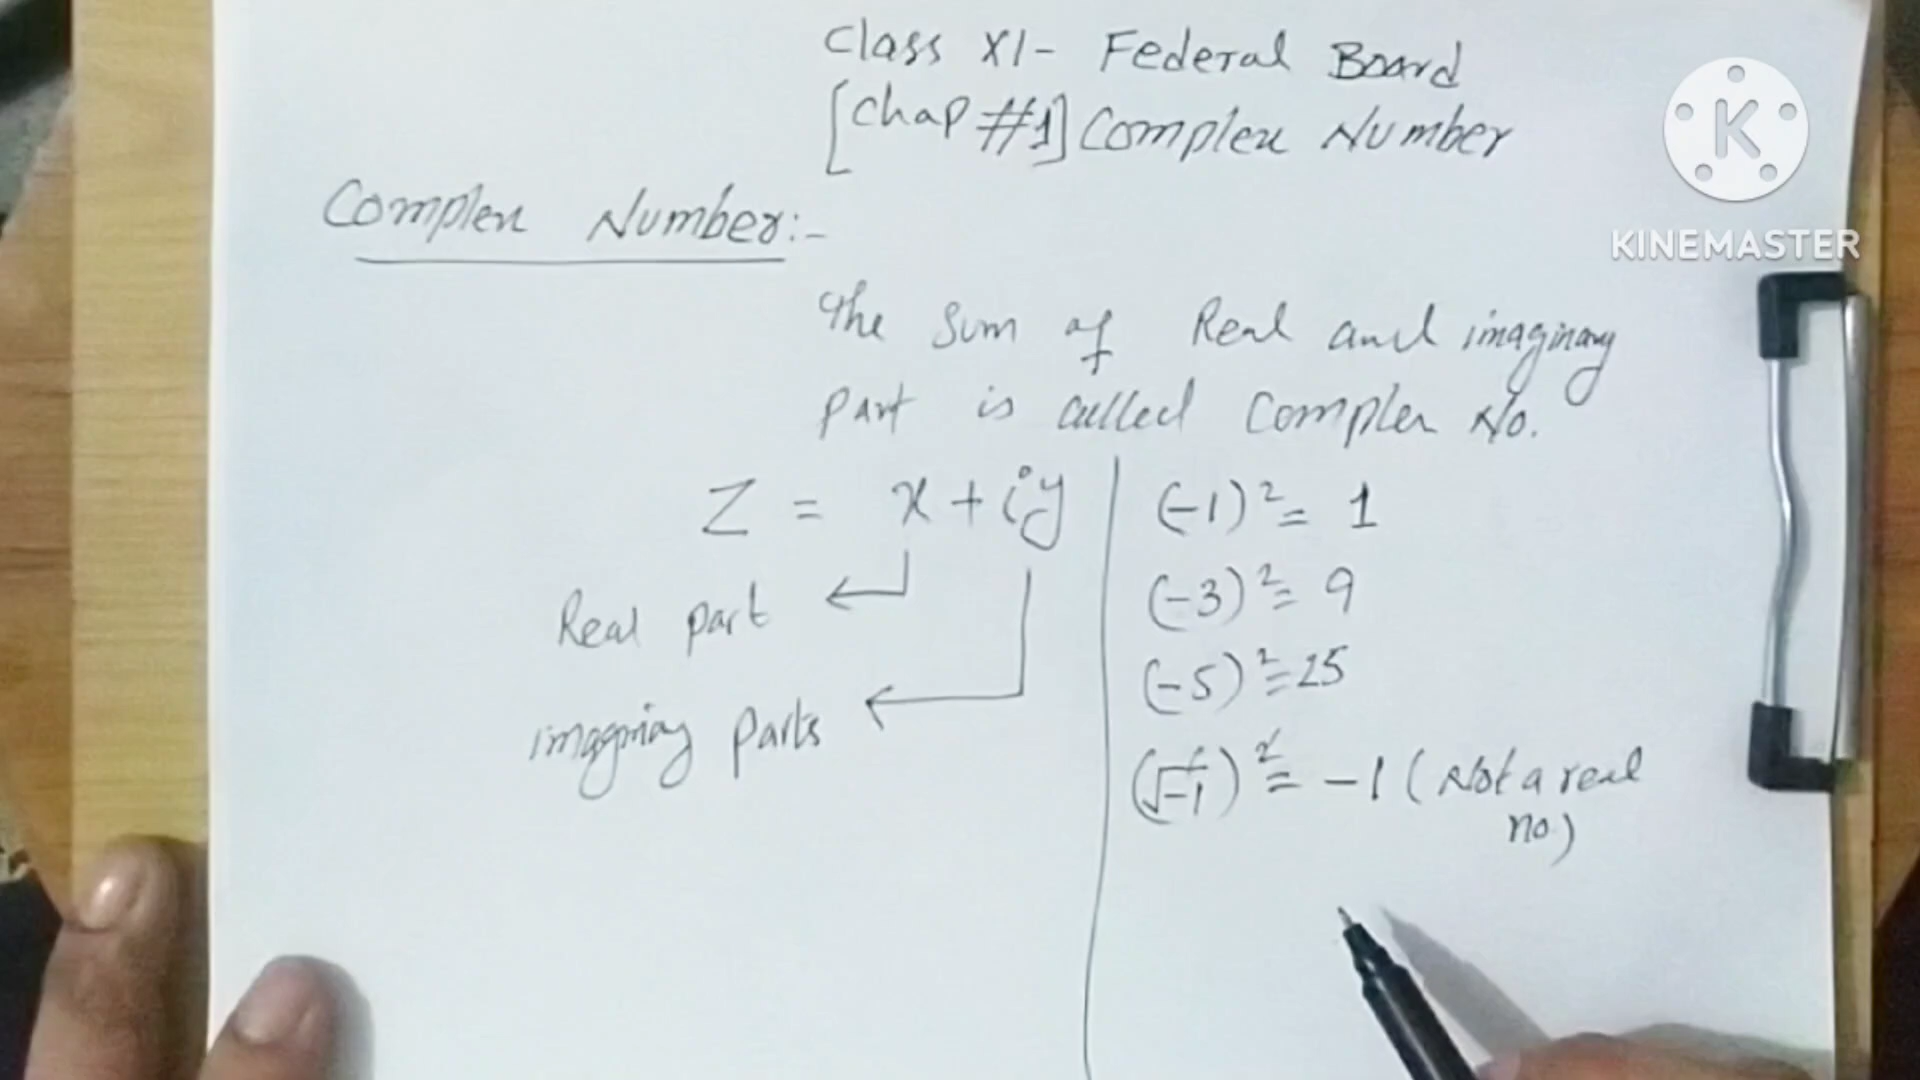 Class XI- Federal Board
[Chap #1] Complex Number
K
KINEMASTER
Complex Number:-
The Sum of Real and imaginary
Part is called Complex No.
Z = x + iy
Real part
imaginary Parts
(-1)² = 1
(-3)² = 9
(-5)² = 25
(√-1)² = -1 (Not a real
no)